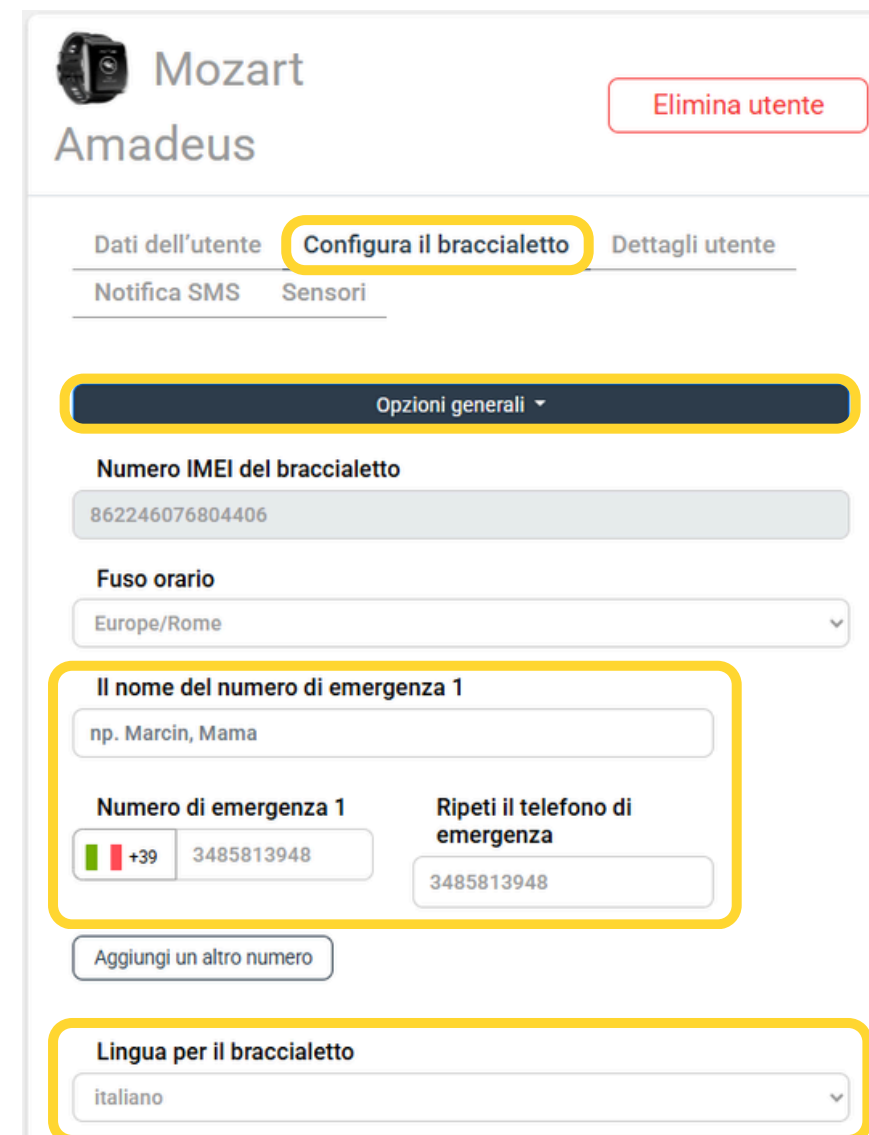 Mozart
Amadeus
Elimina utente
Dati dell'utente Configura il braccialetto Dettagli utente
Notifica SMS Sensori
Opzioni generali
Numero IMEI del braccialetto
862246076804406
Fuso orario
Europe/Rome
Il nome del numero di emergenza 1
np. Marcin, Mama
Numero di emergenza 1
+39 3485813948
Ripeti il telefono di
emergenza
3485813948
Aggiungi un altro numero
Lingua per il braccialetto
italiano